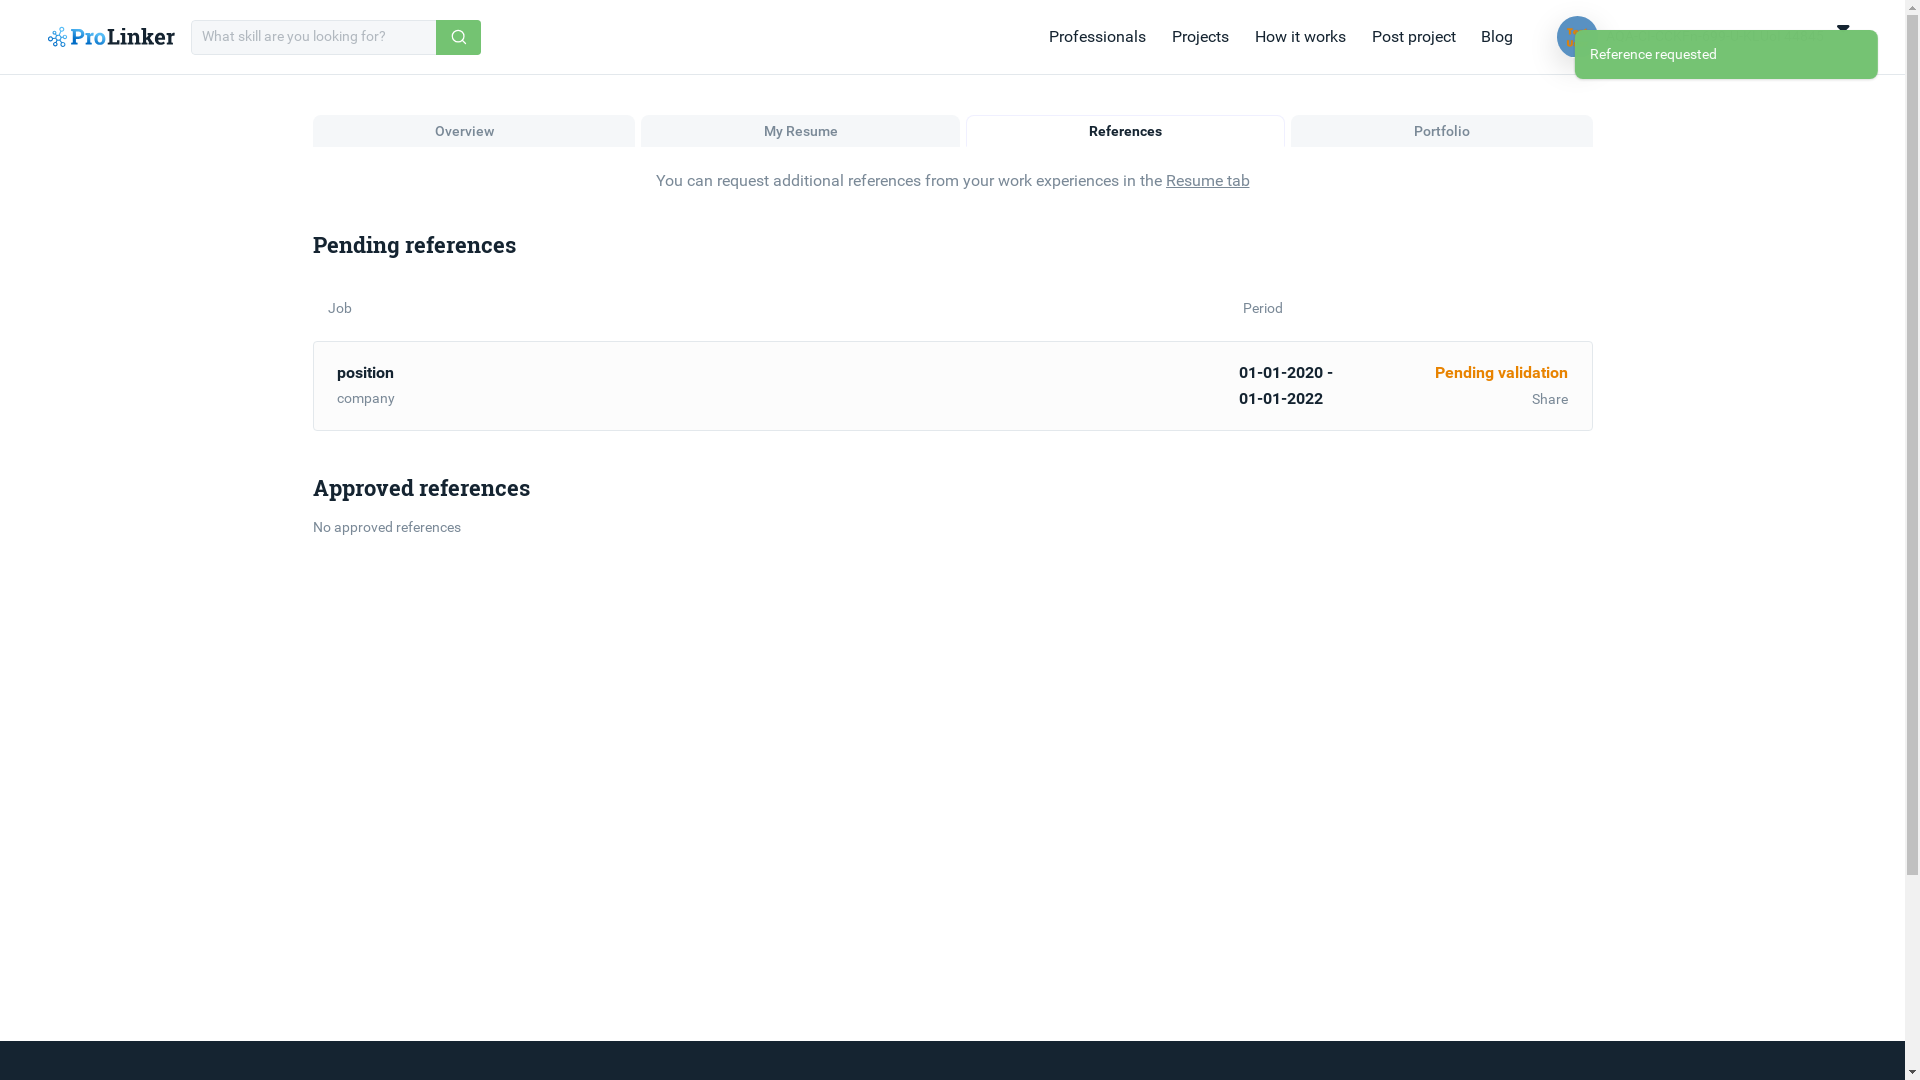 ProLinker
What skill are you looking for?
Professionals
Projects
How it works
Post project
Blog
Reference requested
Overview
My Resume
References
Portfolio
You can request additional references from your work experiences in the Resume tab
Pending references
Job
Period
position
company
01-01-2020 -
01-01-2022
Pending validation
Share
Approved references
No approved references